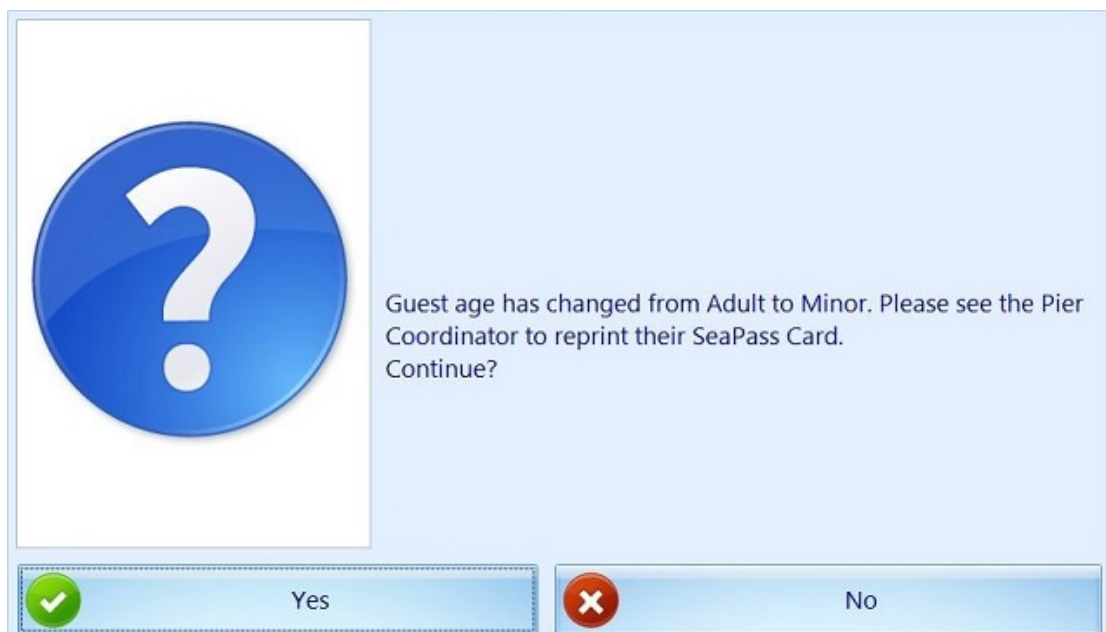 Guest age has changed from Adult to Minor. Please see the Pier
Coordinator to reprint their SeaPass Card.
Continue?
Yes
No